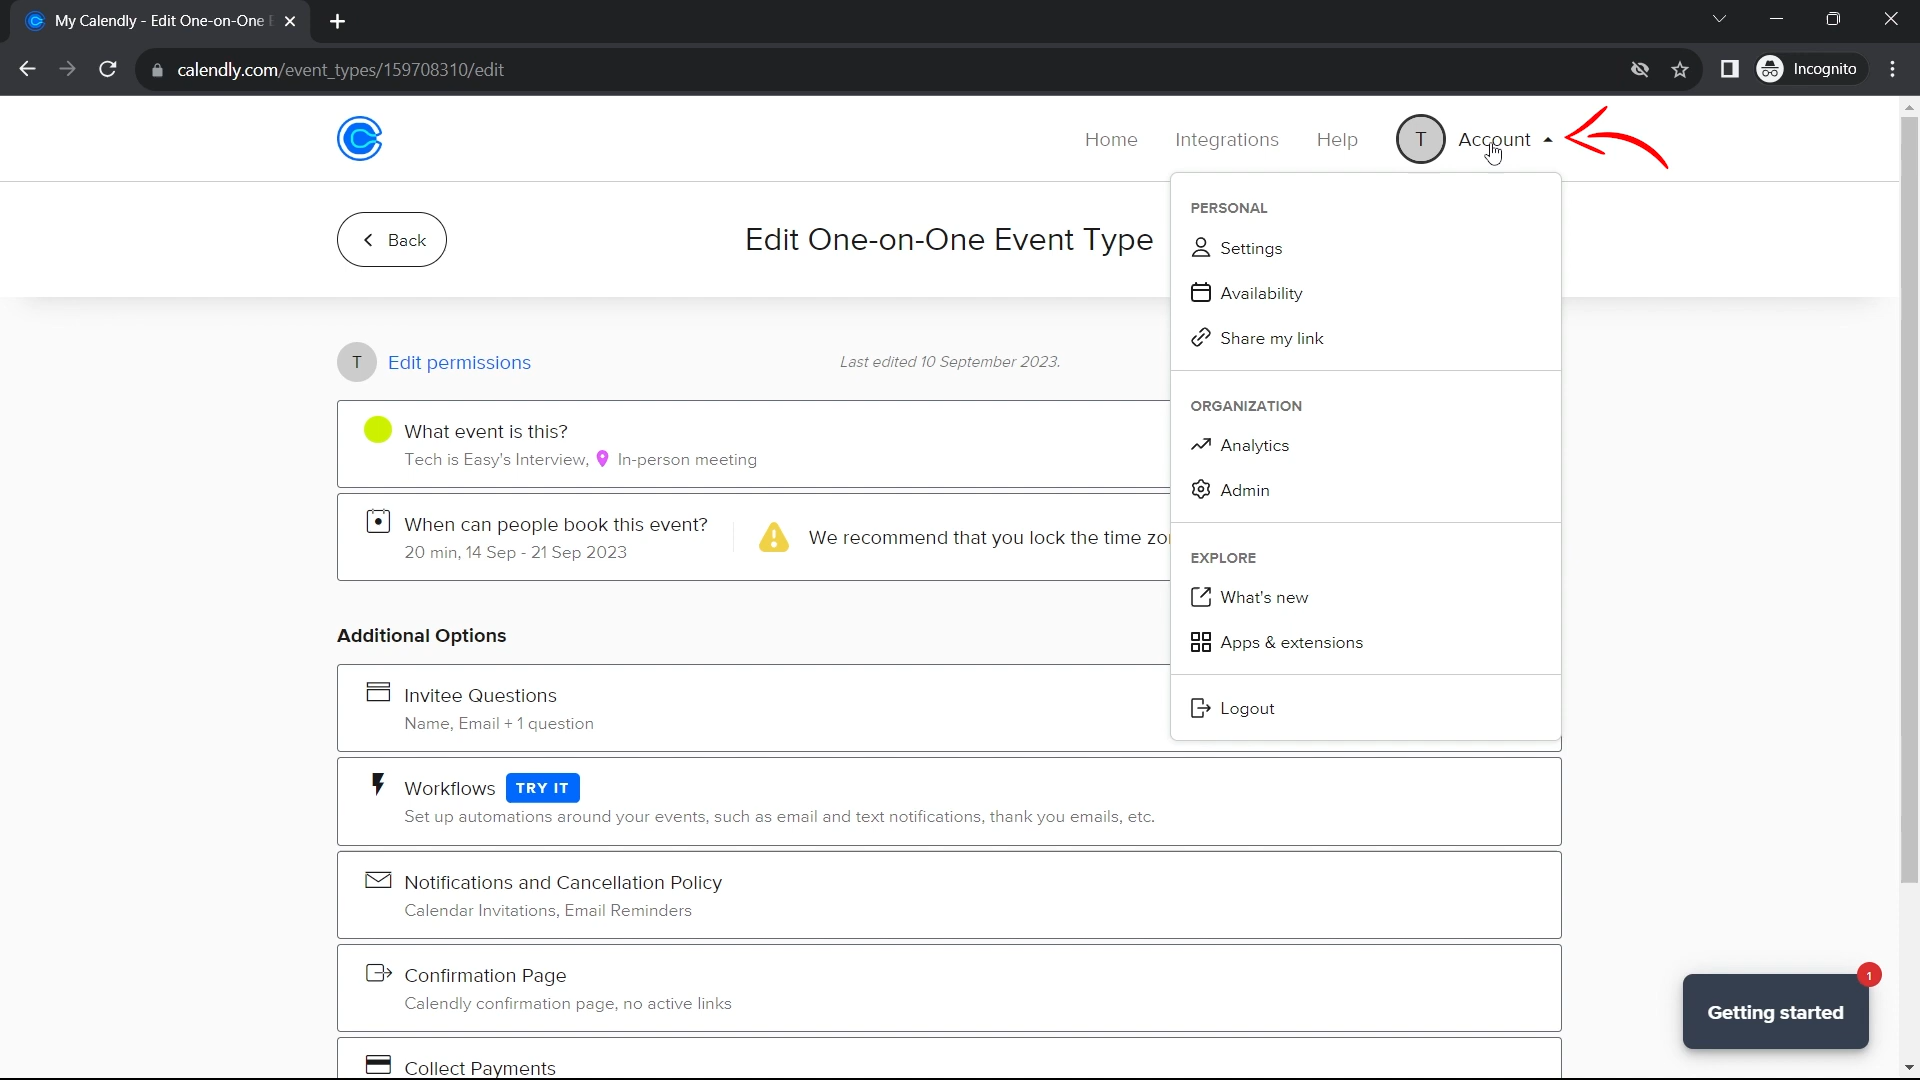 My Calendly - Edit One-on-One
calendly.com/event_types/159708310/edit
Incognito
Home
Integrations
Help
T
Account
Back
Edit One-on-One Event Type
PERSONAL
Settings
Availability
Share my link
ORGANIZATION
Analytics
Admin
EXPLORE
What's new
Apps & extensions
Logout
T
Edit permissions
Last edited 10 September 2023.
What event is this?
Tech is Easy's Interview, In-person meeting
When can people book this event?
20 min, 14 Sep - 21 Sep 2023
We recommend that you lock the time
Additional Options
Invitee Questions
Name, Email + 1 question
Workflows TRY IT
Set up automations around your events, such as email and text notifications, thank you emails, etc.
Notifications and Cancellation Policy
Calendar Invitations, Email Reminders
Confirmation Page
Calendly confirmation page, no active links
Collect Payments
1
Getting started